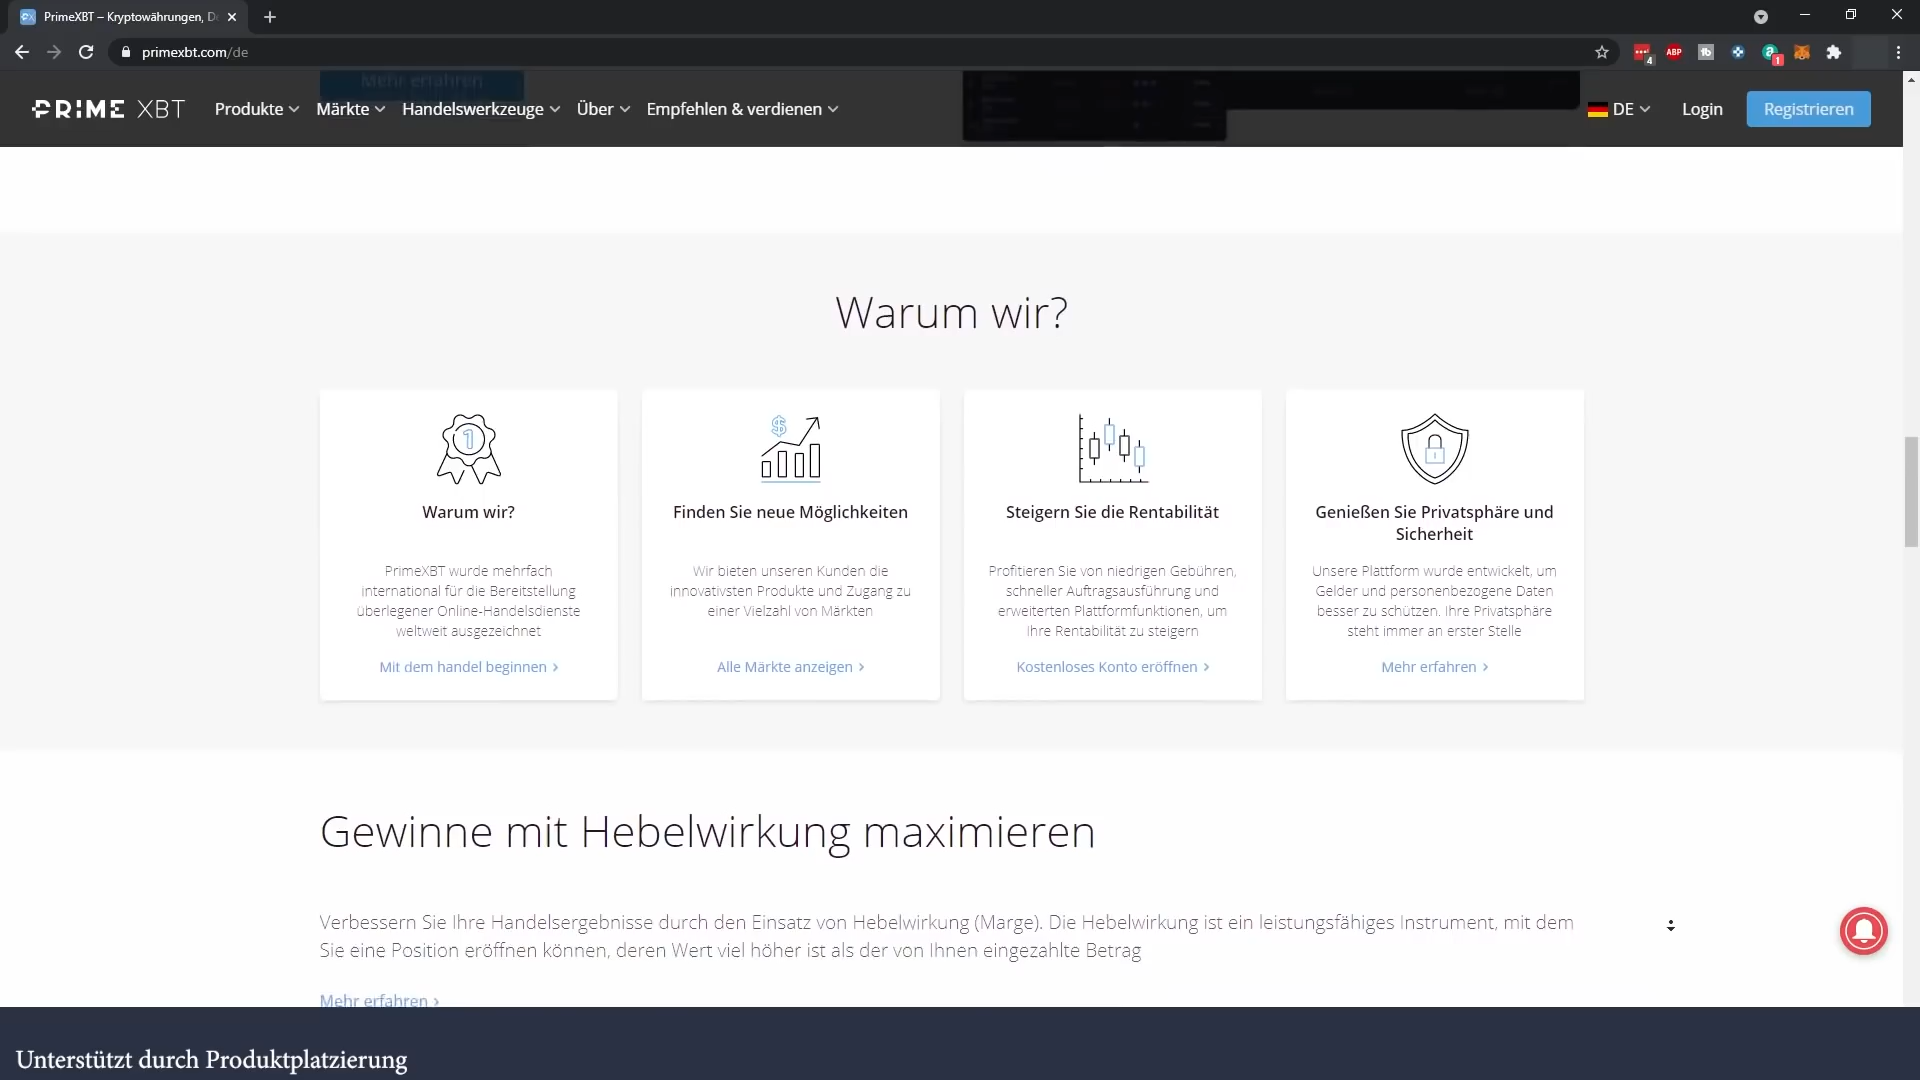 PrimeXBT – Kryptowährungen, D
primexbt.com/de
4
ABP
1
Mehr erfahren
PRIME XBT
Produkte
Märkte
Handelswerkzeuge
Über
Empfehlen & verdienen
DE
Login
Registrieren
Warum wir?
1
Warum wir?
PrimeXBT wurde mehrfach
international für die Bereitstellung
überlegener Online-Handelsdienste
weltweit ausgezeichnet
Mit dem handel beginnen >
$
Finden Sie neue Möglichkeiten
Wir bieten unseren Kunden die
innovativsten Produkte und Zugang zu
einer Vielzahl von Märkten
Alle Märkte anzeigen >
Steigern Sie die Rentabilität
Profitieren Sie von niedrigen Gebühren,
schneller Auftragsausführung und
erweiterten Plattformfunktionen, um
Ihre Rentabilität zu steigern
Kostenloses Konto eröffnen >
Genießen Sie Privatsphäre und
Sicherheit
Unsere Plattform wurde entwickelt, um
Gelder und personenbezogene Daten
besser zu schützen. Ihre Privatsphäre
steht immer an erster Stelle
Mehr erfahren >
Gewinne mit Hebelwirkung maximieren
Verbessern Sie Ihre Handelsergebnisse durch den Einsatz von Hebelwirkung (Marge). Die Hebelwirkung ist ein leistungsfähiges Instrument, mit dem
Sie eine Position eröffnen können, deren Wert viel höher ist als der von Ihnen eingezahlte Betrag
Mehr erfahren >
Unterstützt durch Produktplatzierung